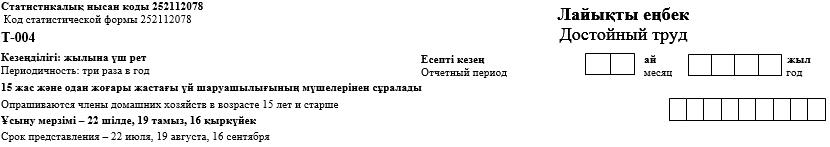 Статистикалық нысан коды 252112078
Код статистической формы 252112078
Лайықты еңбек
Достойный труд
Т-004
Кезеңділігі: жылына үш рет
Периодичность: три раза в год
Есепті кезең
Отчетный период
ай
месяц
жыл
год
15 жас және одан жоғары жастағы үй шаруашылығының мүшелерінен сұралады
Опрашиваются члены домашних хозяйств в возрасте 15 лет и старше
Ұсыну мерзімі – 22 шілде, 19 тамыз, 16 қыркүйек
Срок представления – 22 июля, 19 августа, 16 сентября